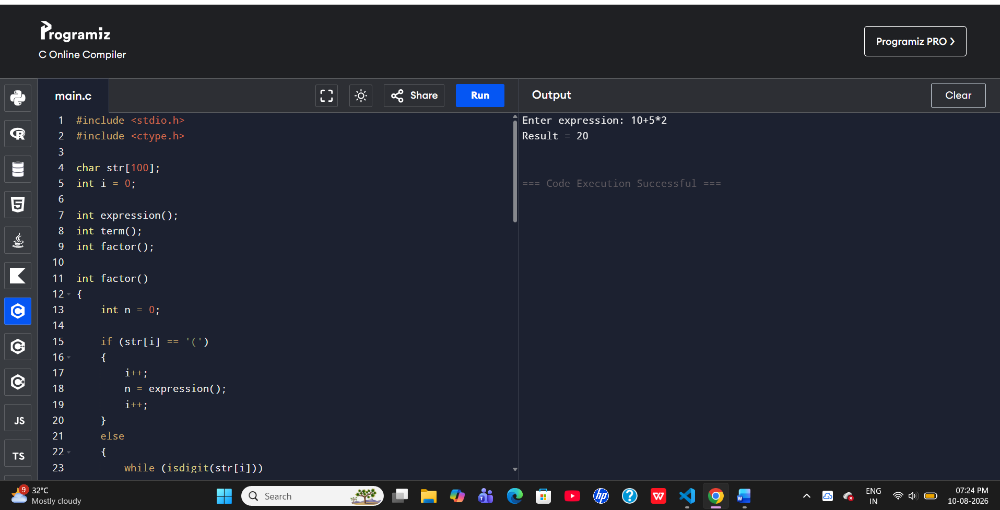 Programiz
C Online Compiler
Programiz PRO ❯
main.c
Share
Run
Output
Clear
1 #include <stdio.h>
2 #include <ctype.h>
3
4 char str[100];
5 int i = 0;
6
7 int expression();
8 int term();
9 int factor();
10
11 int factor()
12 {
13     int n = 0;
14
15     if (str[i] == '(')
16     {
17         i++;
18         n = expression();
19         i++;
20     }
21     else
22     {
23         while (isdigit(str[i]))
Enter expression: 10+5*2
Result = 20
=== Code Execution Successful ===
JS
TS
9
32°C
Mostly cloudy
Search
ENG
IN
07:24 PM
10-08-2026